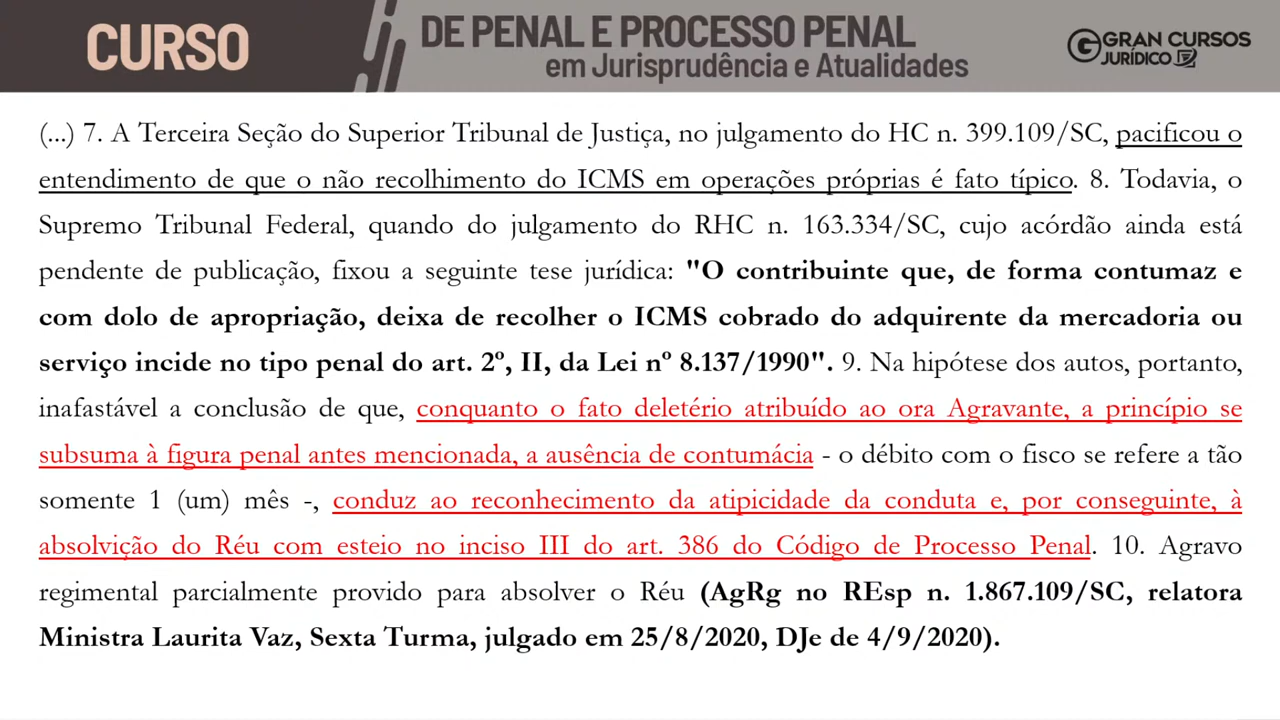 CURSO
DE PENAL E PROCESSO PENAL
em Jurisprudência e Atualidades
GRAN CURSOS
JURÍDICO
(...) 7. A Terceira Seção do Superior Tribunal de Justiça, no julgamento do HC n. 399.109/SC, pacificou o
entendimento de que o não recolhimento do ICMS em operações próprias é fato típico. 8. Todavia, o
Supremo Tribunal Federal, quando do julgamento do RHC n. 163.334/SC, cujo acórdão ainda está
pendente de publicação, fixou a seguinte tese jurídica: "O contribuinte que, de forma contumaz e
com dolo de apropriação, deixa de recolher o ICMS cobrado do adquirente da mercadoria ou
serviço incide no tipo penal do art. 2º, II, da Lei nº 8.137/1990". 9. Na hipótese dos autos, portanto,
inafastável a conclusão de que, conquanto o fato deletério atribuído ao ora Agravante, a princípio se
subsuma à figura penal antes mencionada, a ausência de contumácia - o débito com o fisco se refere a tão
somente 1 (um) mês -, conduz ao reconhecimento da atipicidade da conduta e, por conseguinte, à
absolvição do Réu com esteio no inciso III do art. 386 do Código de Processo Penal. 10. Agravo
regimental parcialmente provido para absolver o Réu (AgRg no REsp n. 1.867.109/SC, relatora
Ministra Laurita Vaz, Sexta Turma, julgado em 25/8/2020, DJe de 4/9/2020).